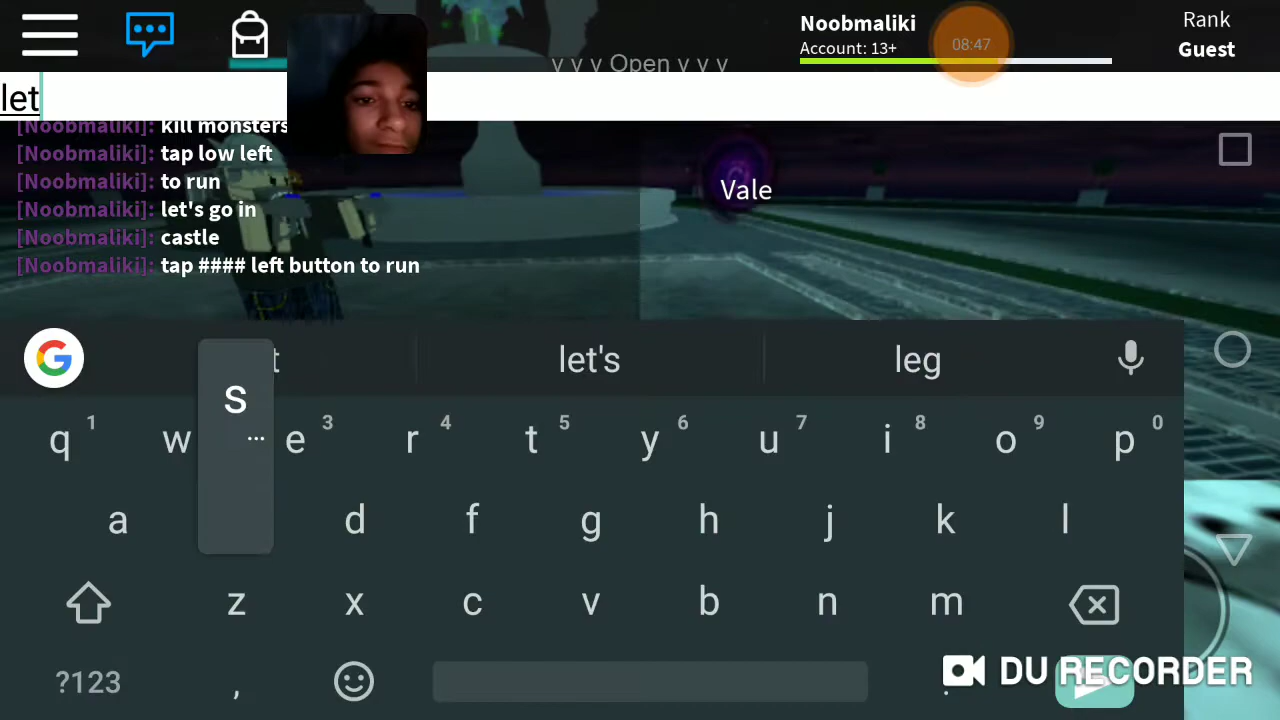 Noobmaliki
Account: 13+
08:47
Rank
Guest
v v v Open v v v
let
[Noobmaliki]: kill monsters
[Noobmaliki]: tap low left
[Noobmaliki]: to run
[Noobmaliki]: let's go in
[Noobmaliki]: castle
[Noobmaliki]: tap #### left button to run
Vale
G t let's leg
s
...
q 1 w e 3 r 4 t 5 y 6 u 7 i 8 o 9 p 0
a d f g h j k l
z x c v b n m
?123 , .
DU RECORDER